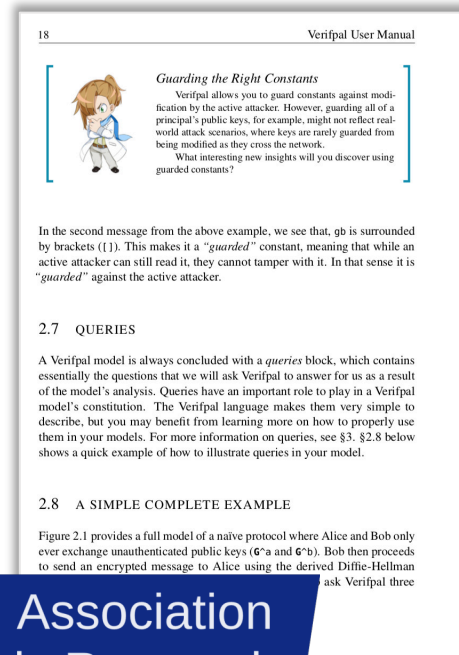 18 Verifpal User Manual
Guarding the Right Constants
Verifpal allows you to guard constants against modi-
fication by the active attacker. However, guarding all of a
principal's public keys, for example, might not reflect real-
world attack scenarios, where keys are rarely guarded from
being modified as they cross the network.
What interesting new insights will you discover using
guarded constants?
In the second message from the above example, we see that, gb is surrounded
by brackets ([]). This makes it a “guarded” constant, meaning that while an
active attacker can still read it, they cannot tamper with it. In that sense it is
“guarded” against the active attacker.
2.7 QUERIES
A Verifpal model is always concluded with a queries block, which contains
essentially the questions that we will ask Verifpal to answer for us as a result
of the model's analysis. Queries have an important role to play in a Verifpal
model's constitution. The Verifpal language makes them very simple to
describe, but you may benefit from learning more on how to properly use
them in your models. For more information on queries, see §3. §2.8 below
shows a quick example of how to illustrate queries in your model.
2.8 A SIMPLE COMPLETE EXAMPLE
Figure 2.1 provides a full model of a naïve protocol where Alice and Bob only
ever exchange unauthenticated public keys (G^a and G^b). Bob then proceeds
to send an encrypted message to Alice using the derived Diffie-Hellman
ask Verifpal three
Association